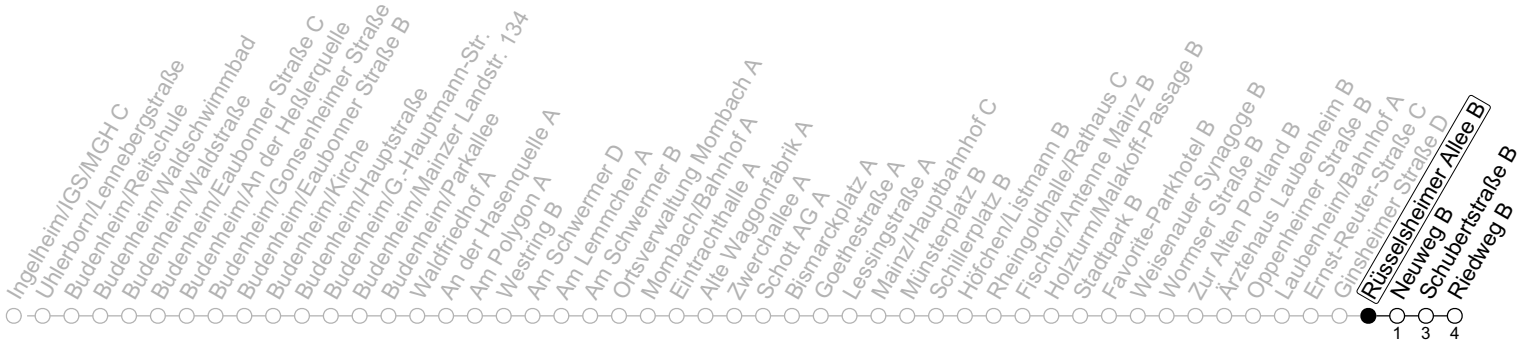 Ingelheim/IGS/MGH C
Uhlerborn/Lennebergstraße
Budenheim/Reitschule
Budenheim/Waldschwimmbad
Budenheim/Waldstraße
Budenheim/Eaubonner Straße C
Budenheim/An der Heßlerquelle
Budenheim/Gonsenheimer Straße
Budenheim/Eaubonner Straße B
Budenheim/Kirche
Budenheim/Hauptstraße
Budenheim/G.-Hauptmann-Str.
Budenheim/Mainzer Landstr. 134
Budenheim/Parkallee
Waldfriedhof A
An der Hasenquelle A
Am Polygon A
Westring B
Am Schwermer D
Am Lemmchen A
Am Schwermer B
Ortsverwaltung Mombach A
Mombach/Bahnhof A
Eintrachthalle A
Alte Waggonfabrik A
Zwerchallee A
Schott AG A
Bismarckplatz A
Goethestraße A
Lessingstraße A
Mainz/Hauptbahnhof C
Münsterplatz B
Schillerplatz B
Höfchen/Listmann B
Rheingoldhalle/Rathaus C
Fischtor/Antenne Mainz B
Holzturm/Malakoff-Passage B
Stadtpark B
Favorite-Parkhotel B
Weisenauer Synagoge B
Wormser Straße B
Zur Alten Portland B
Ärztehaus Laubenheim B
Oppenheimer Straße B
Laubenheim/Bahnhof A
Ernst-Reuter-Straße C
Ginsheimer Straße D
Rüsselsheimer Allee B
Neuweg B
Schubertstraße B
Riedweg B
1 3 4